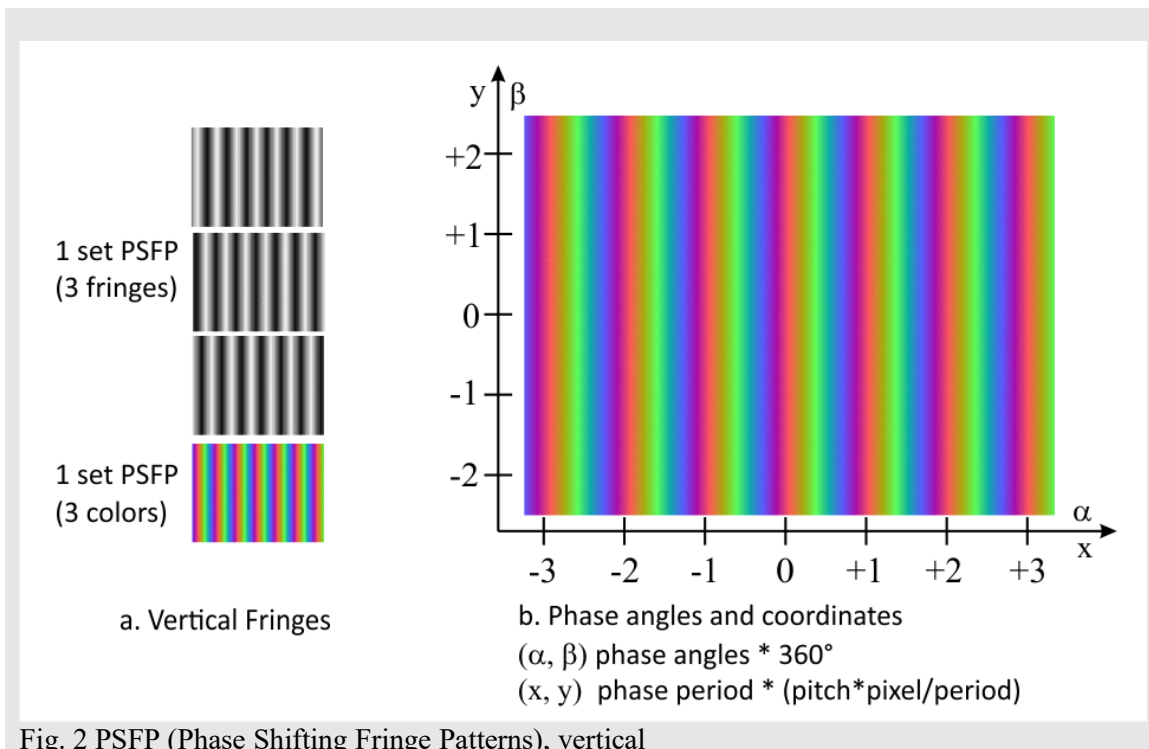 1 set PSFP
(3 fringes)
1 set PSFP
(3 colors)
a. Vertical Fringes
y β
+2
+1
0
-1
-2
α
x
-3 -2 -1 0 +1 +2 +3
b. Phase angles and coordinates
(α, β) phase angles * 360°
(x, y) phase period * (pitch*pixel/period)
Fig. 2 PSFP (Phase Shifting Fringe Patterns), vertical